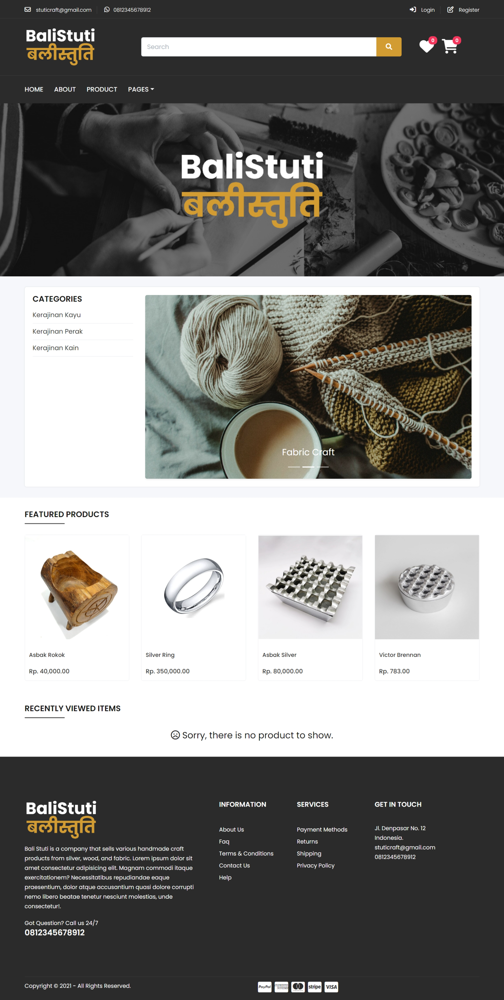 stuticraft@gmail.com
0812345678912
Login
Register
BaliStuti
बलीस्तुति
Search
0
0
HOME
ABOUT
PRODUCT
PAGES
BaliStuti
बलीस्तुति
CATEGORIES
Kerajinan Kayu
Kerajinan Perak
Kerajinan Kain
Fabric Craft
FEATURED PRODUCTS
Asbak Rokok
Rp. 40,000.00
Silver Ring
Rp. 350,000.00
Asbak Silver
Rp. 80,000.00
Victor Brennan
Rp. 783.00
RECENTLY VIEWED ITEMS
Sorry, there is no product to show.
BaliStuti
बलीस्तुति
Bali Stuti is a company that sells various handmade craft
products from silver, wood, and fabric. Lorem ipsum dolor sit
amet consectetur adipisicing elit. Magnam commodi itaque
exercitationem? Necessitatibus repudiandae eaque
praesentium, dolor atque accusantium quasi dolore corrupti
nemo libero beatae tenetur nesciunt molestias, unde
consectetur!.
Got Question? Call us 24/7
0812345678912
INFORMATION
About Us
Faq
Terms & Conditions
Contact Us
Help
SERVICES
Payment Methods
Returns
Shipping
Privacy Policy
GET IN TOUCH
Jl. Denpasar No. 12
Indonesia.
stuticraft@gmail.com
0812345678912
Copyright © 2021 - All Rights Reserved.
PayPal
AMERICAN EXPRESS
mastercard
stripe
VISA